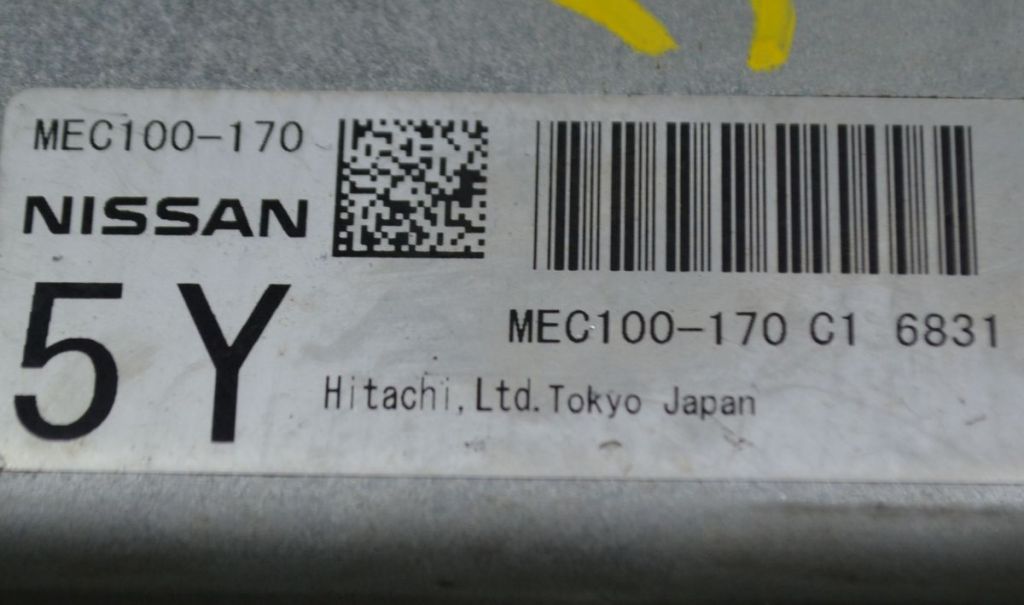 MEC100-170
NISSAN
5Y
MEC100-170 C1 6831
Hitachi,Ltd.Tokyo Japan